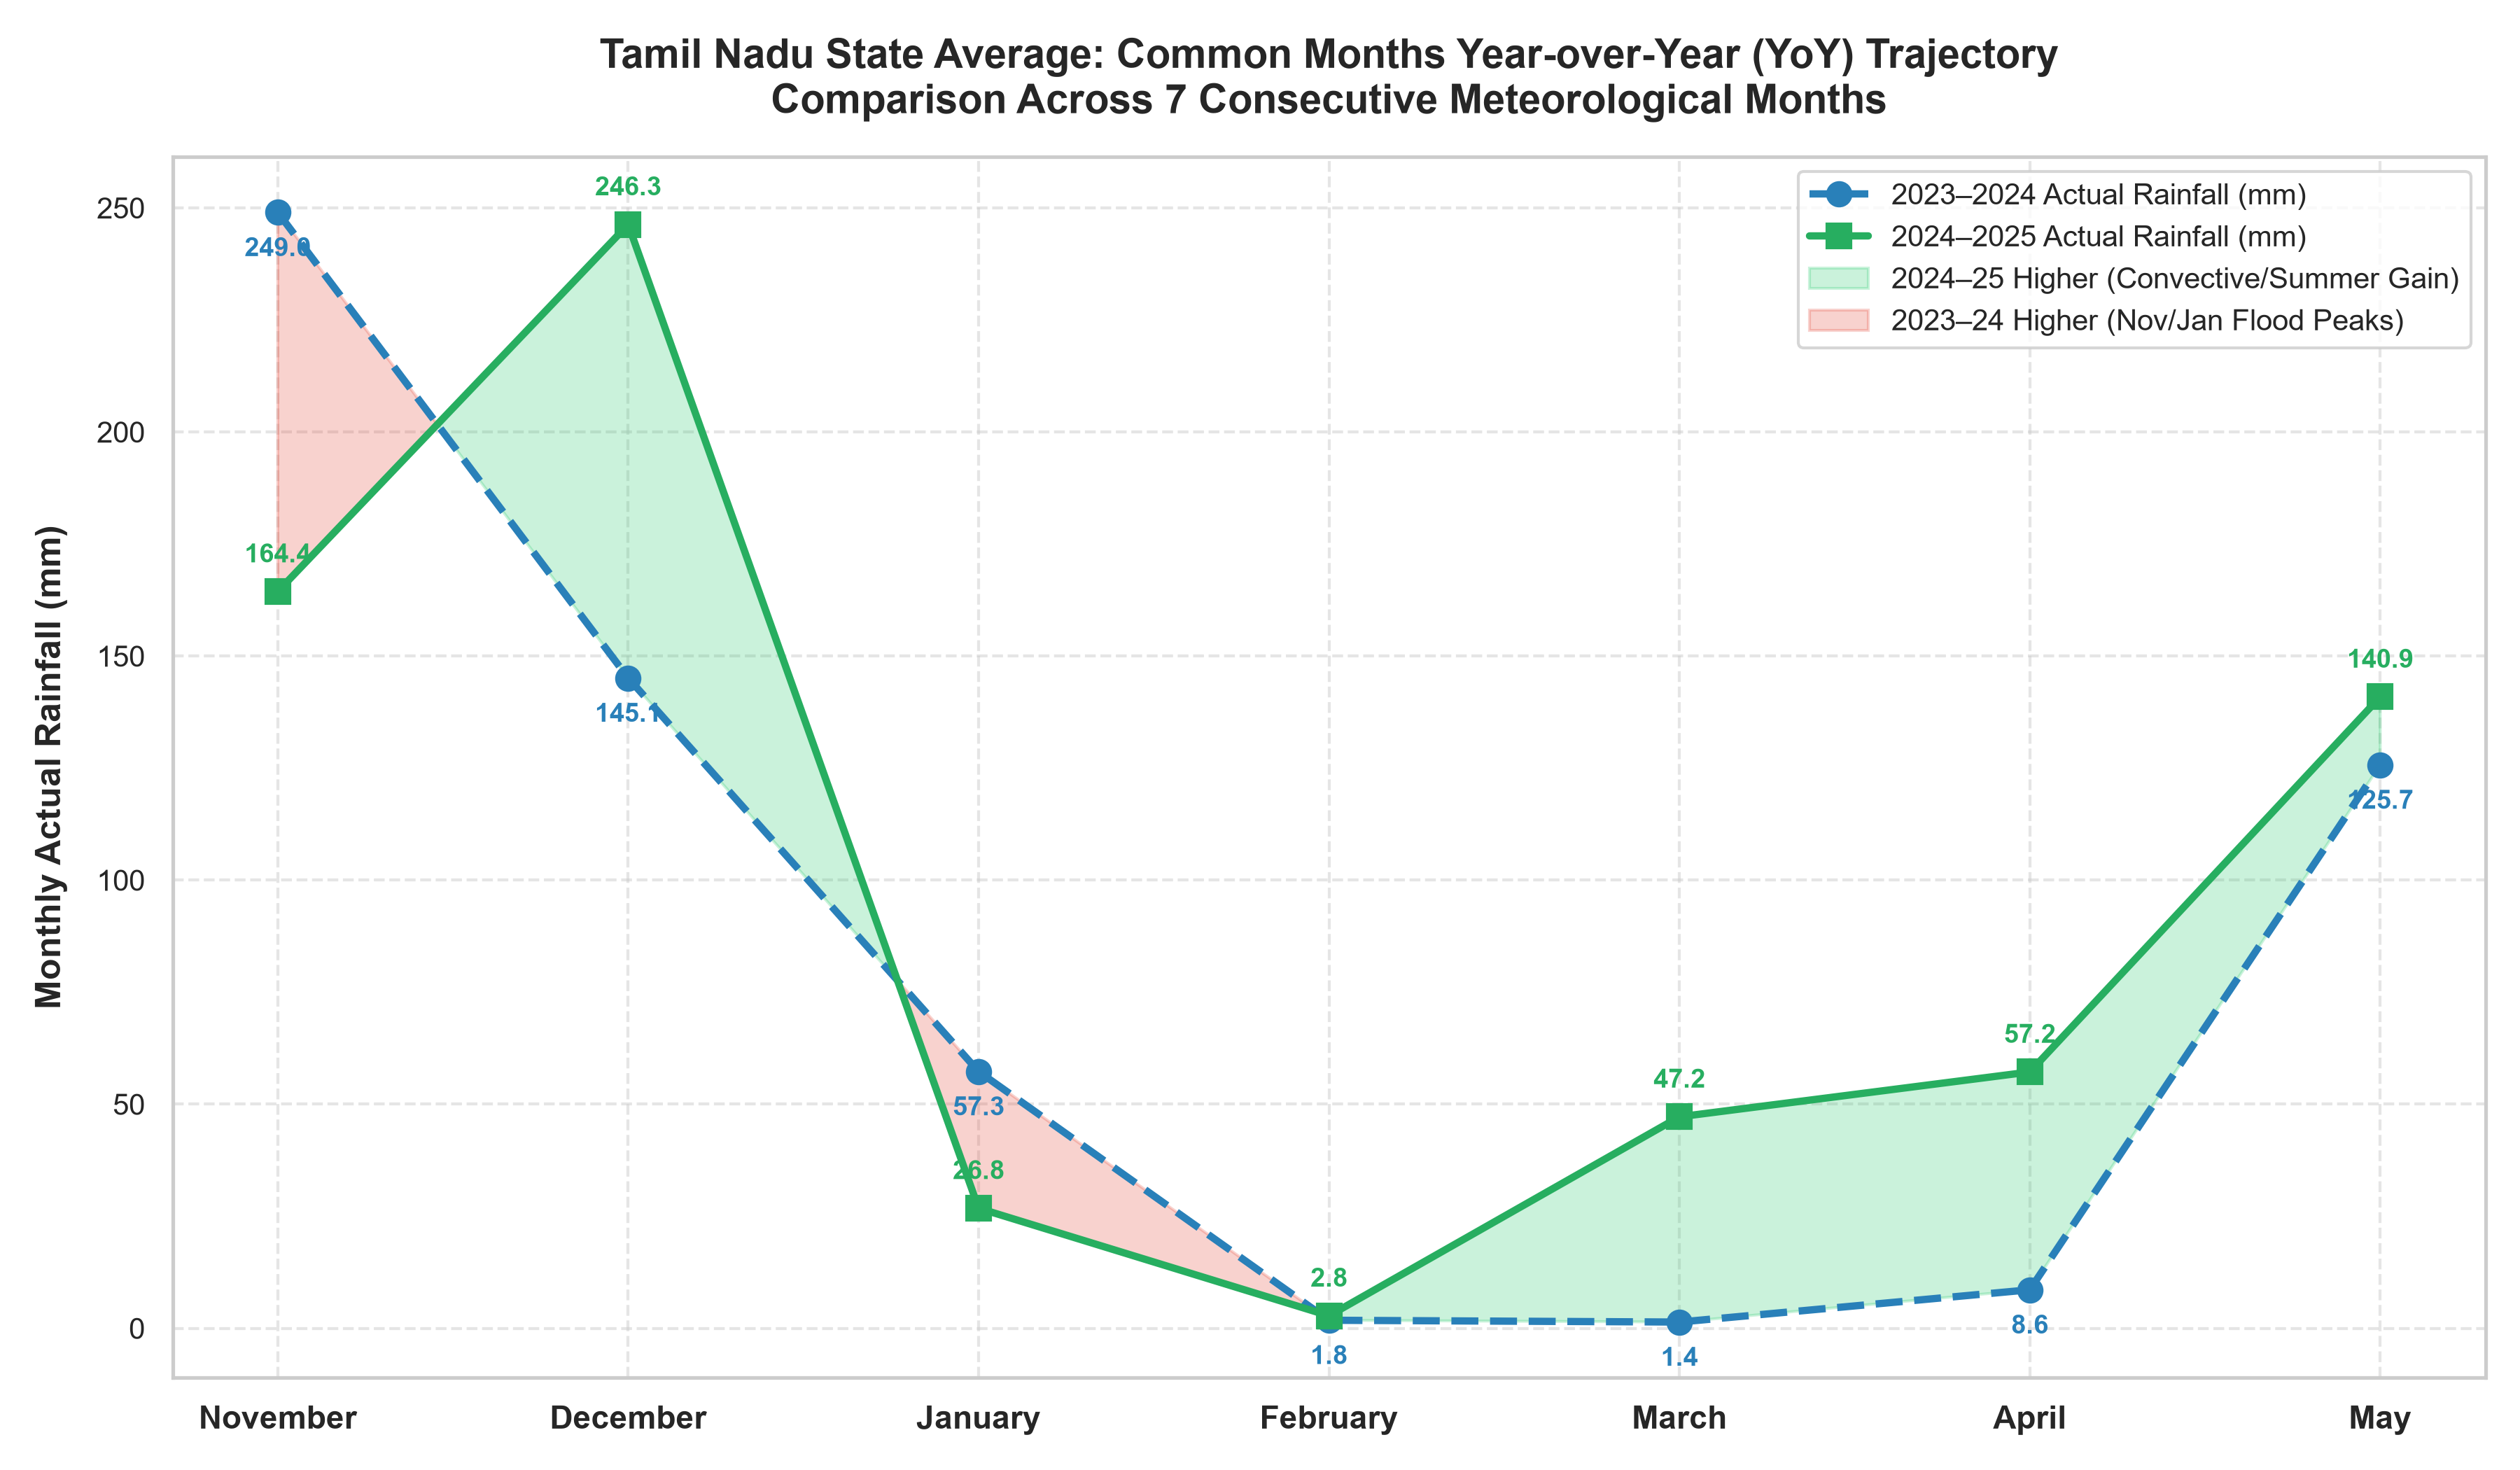 Tamil Nadu State Average: Common Months Year-over-Year (YoY) Trajectory
Comparison Across 7 Consecutive Meteorological Months
Monthly Actual Rainfall (mm)
250
200
150
100
50
0
2023–2024 Actual Rainfall (mm)
2024–2025 Actual Rainfall (mm)
2024–25 Higher (Convective/Summer Gain)
2023–24 Higher (Nov/Jan Flood Peaks)
249.0
164.4
246.3
145.1
57.3
26.8
2.8
1.8
47.2
1.4
57.2
8.6
140.9
125.7
November
December
January
February
March
April
May